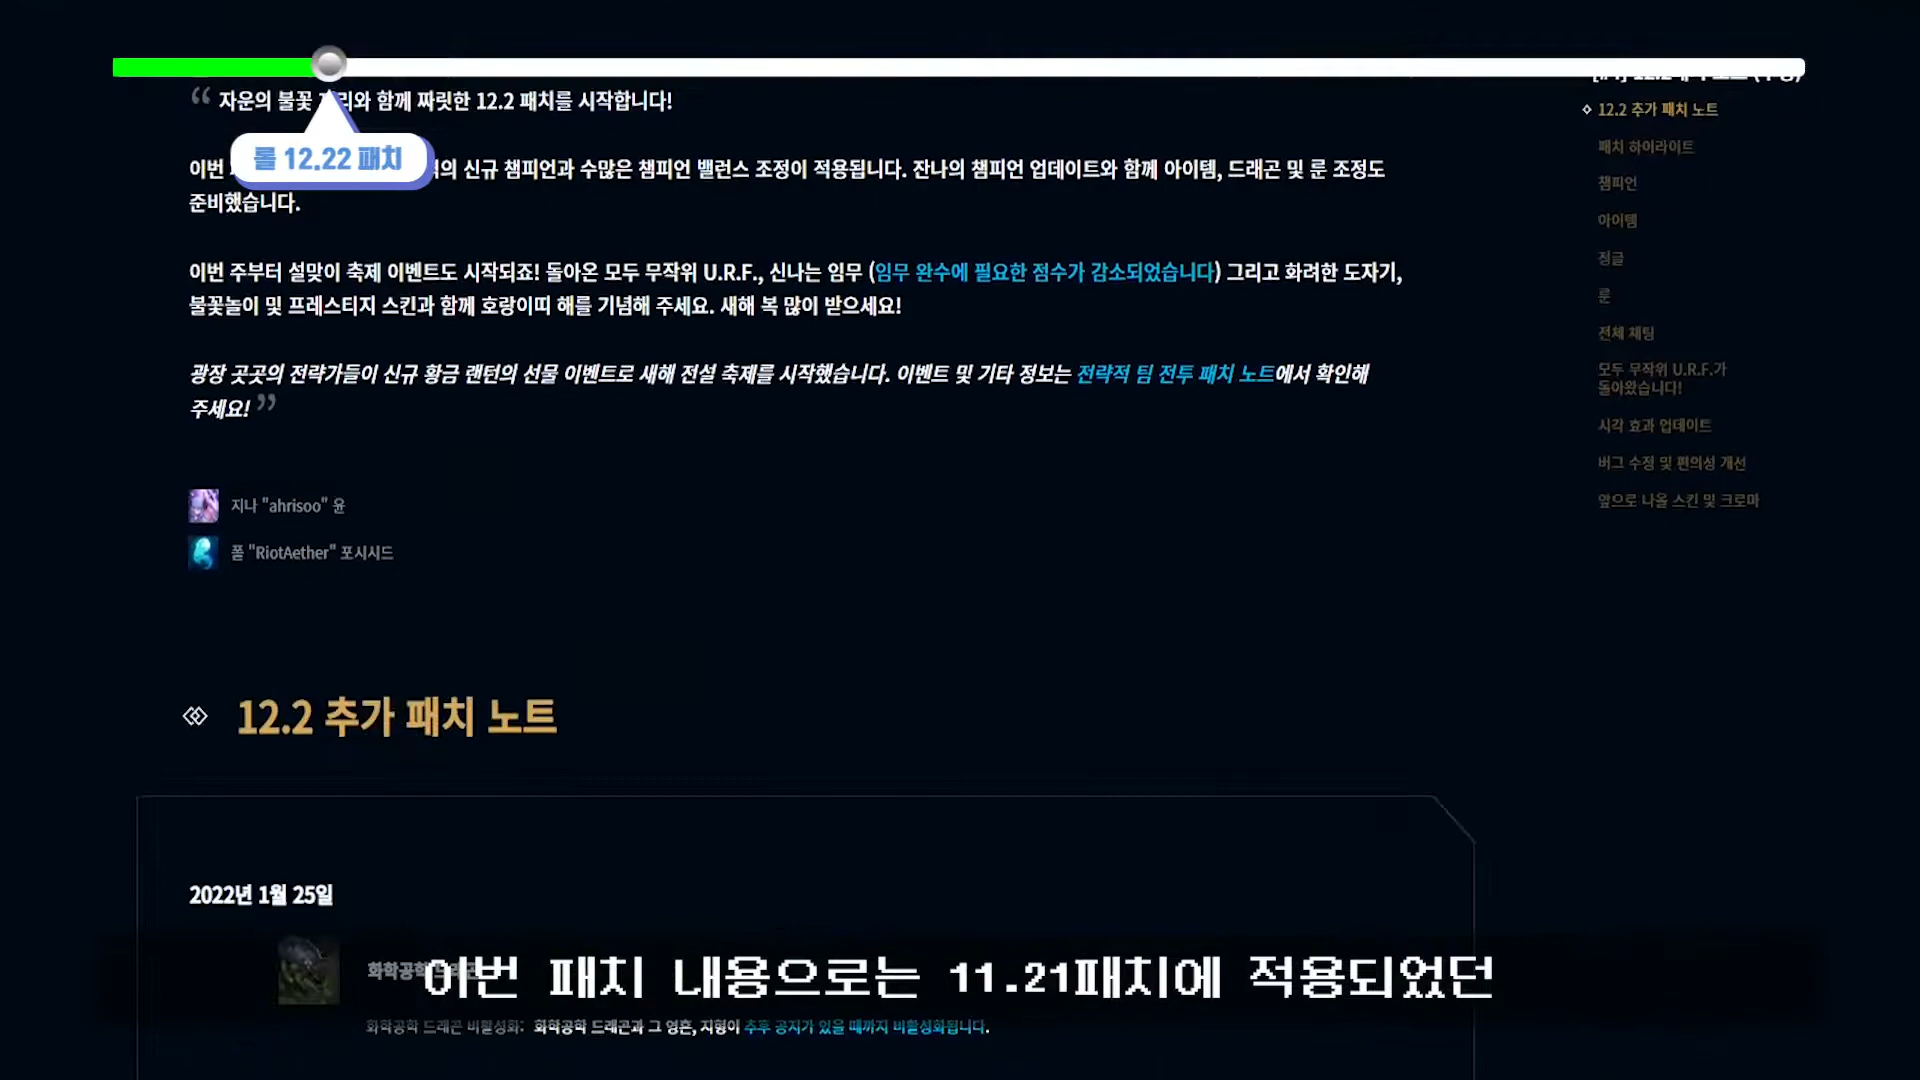 “ 자운의 불꽃 리와 함께 짜릿한 12.2 패치를 시작합니다!
롤 12.22 패치
이번 의 신규 챔피언과 수많은 챔피언 밸런스 조정이 적용됩니다. 잔나의 챔피언 업데이트와 함께 아이템, 드래곤 및 룬 조정도
준비했습니다.
이번 주부터 설맞이 축제 이벤트도 시작되죠! 돌아온 모두 무작위 U.R.F., 신나는 임무 (임무 완수에 필요한 점수가 감소되었습니다) 그리고 화려한 도자기,
불꽃놀이 및 프레스티지 스킨과 함께 호랑이띠 해를 기념해 주세요. 새해 복 많이 받으세요!
광장 곳곳의 전략가들이 신규 황금 랜턴의 선물 이벤트로 새해 전설 축제를 시작했습니다. 이벤트 및 기타 정보는 전략적 팀 전투 패치 노트에서 확인해
주세요! ”
지나 "ahrisoo" 윤
폴 "RiotAether" 포시시드
12.2 추가 패치 노트
2022년 1월 25일
화학공학
이번 패치 내용으로는 11.21패치에 적용되었던
화학공학 드래곤 비활성화: 화학공학 드래곤과 그 영혼, 지형이 추후 공지가 있을 때까지 비활성화됩니다.
12.2 추가 패치 노트
패치 하이라이트
챔피언
아이템
정글
룬
전체 채팅
모두 무작위 U.R.F.가
돌아왔습니다!
시각 효과 업데이트
버그 수정 및 편의성 개선
앞으로 나올 스킨 및 크로마